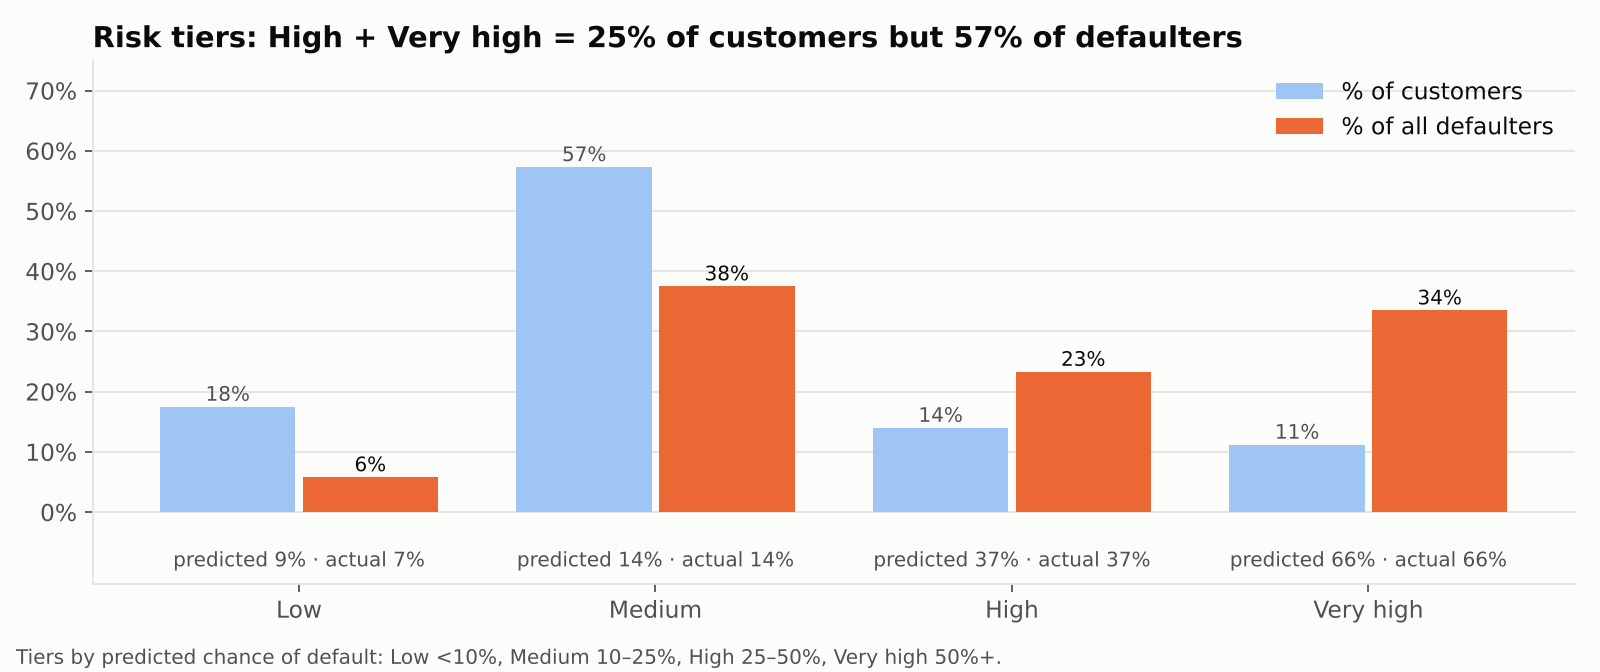 Risk tiers: High + Very high = 25% of customers but 57% of defaulters
70%
60%
50%
40%
30%
20%
10%
0%
% of customers
% of all defaulters
18%
6%
57%
38%
14%
23%
11%
34%
predicted 9% · actual 7%
predicted 14% · actual 14%
predicted 37% · actual 37%
predicted 66% · actual 66%
Low
Medium
High
Very high
Tiers by predicted chance of default: Low <10%, Medium 10–25%, High 25–50%, Very high 50%+.